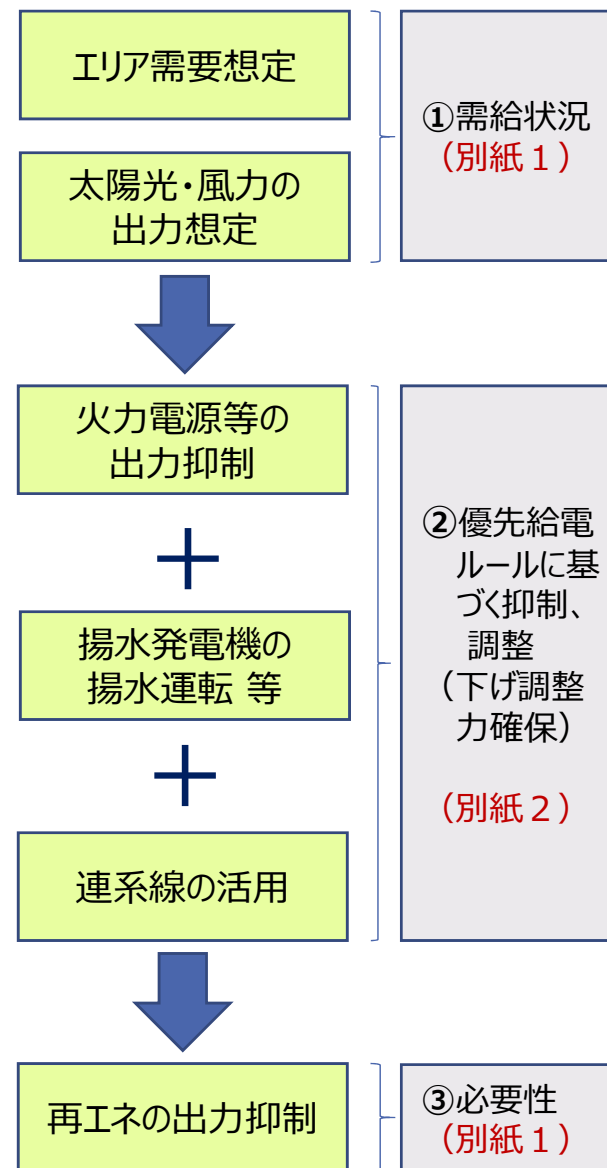 エリア需要想定
太陽光・風力の
出力想定
①需給状況
（別紙１）
火力電源等の
出力抑制
＋
揚水発電機の
揚水運転 等
＋
連系線の活用
②優先給電
ルールに基
づく抑制、
調整
（下げ調整
力確保）
（別紙２）
再エネの出力抑制
③必要性
（別紙１）